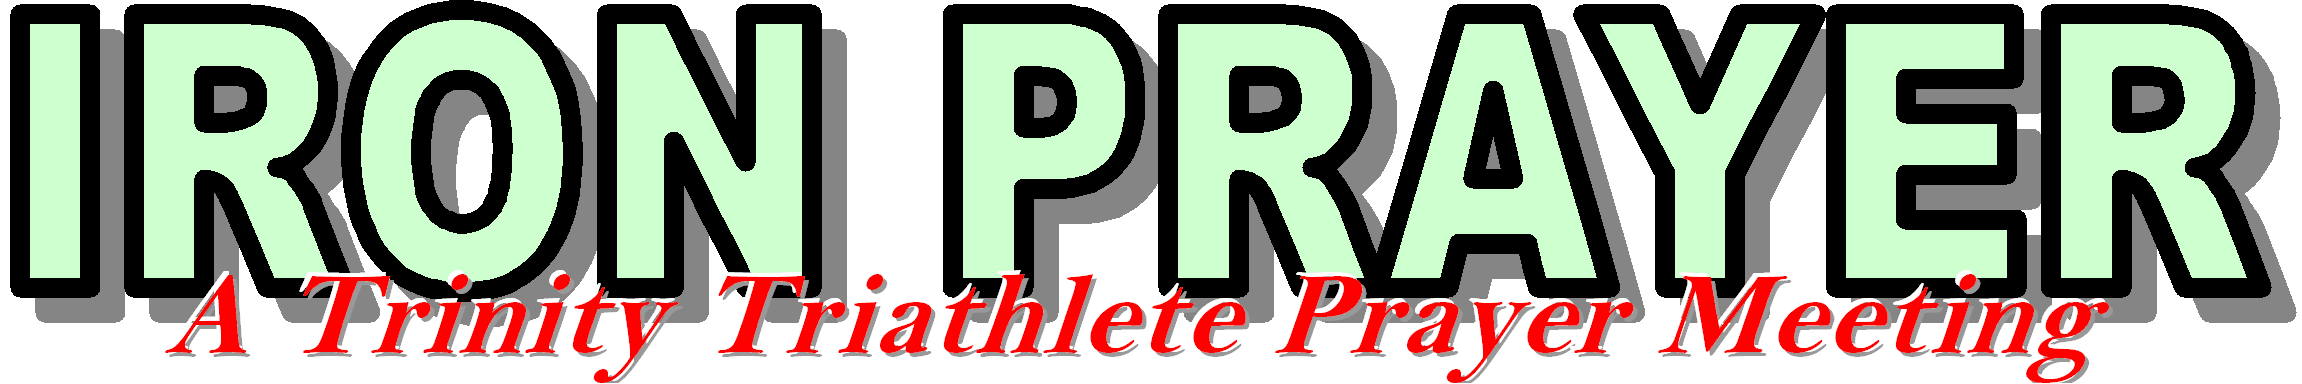 IRON PRAYER
A Trinity Triathlete Prayer Meeting